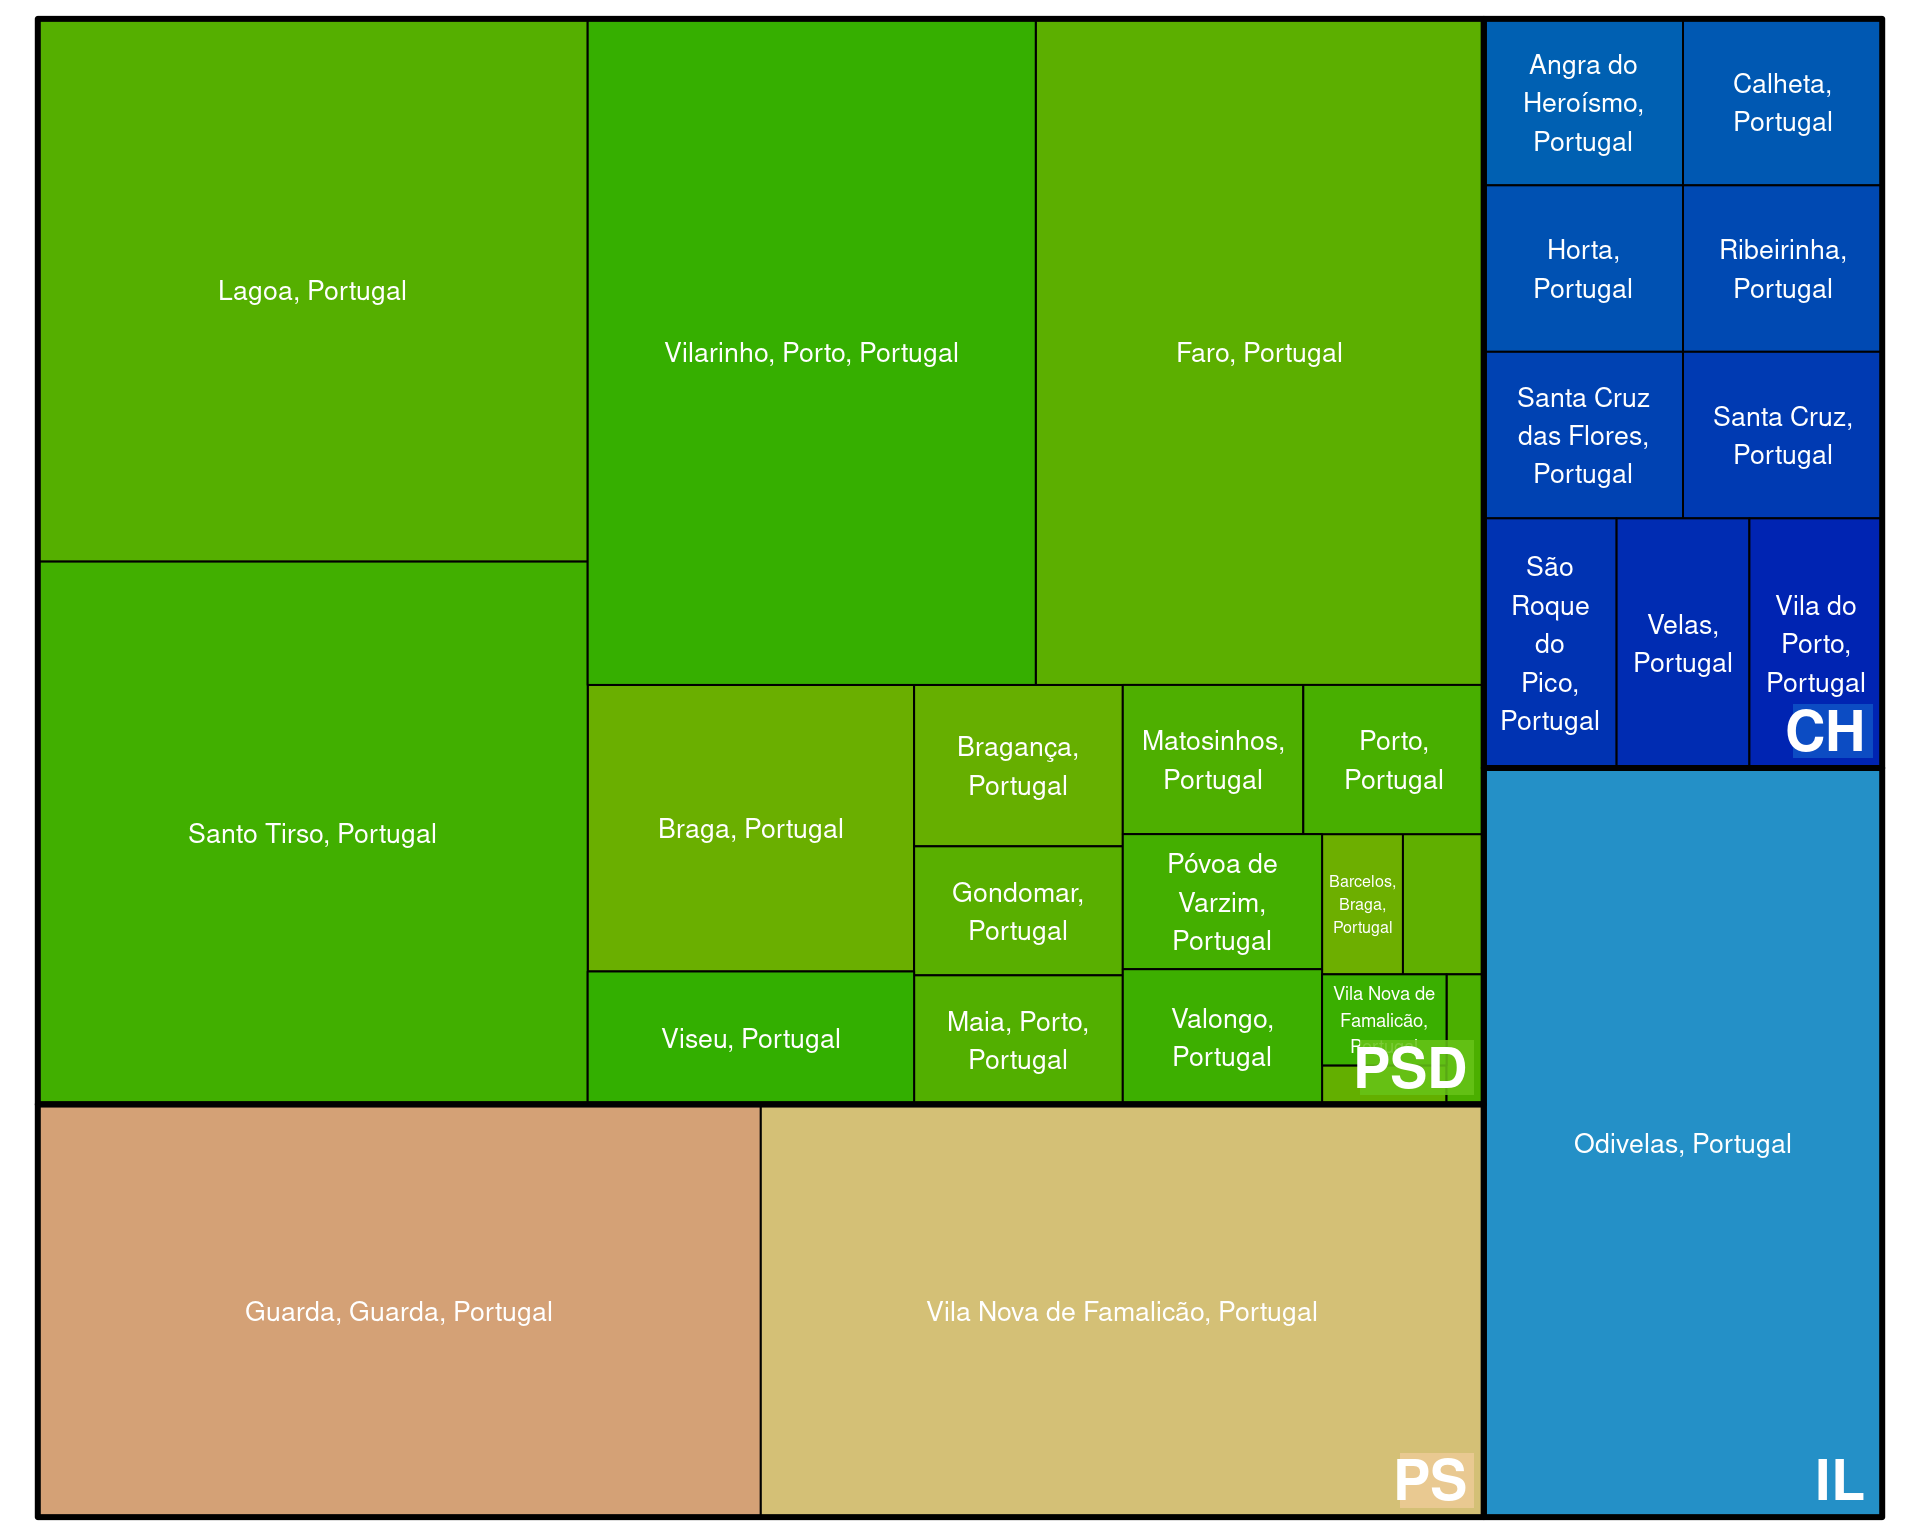 Lagoa, Portugal
Vilarinho, Porto, Portugal
Faro, Portugal
Santo Tirso, Portugal
Braga, Portugal
Viseu, Portugal
Bragança,
Portugal
Gondomar,
Portugal
Maia, Porto,
Portugal
Matosinhos,
Portugal
Porto,
Portugal
Póvoa de
Varzim,
Portugal
Valongo,
Portugal
Barcelos,
Braga,
Portugal
Vila Nova de
Famalicão,
PSD
Guarda, Guarda, Portugal
Vila Nova de Famalicão, Portugal
PS
Angra do
Heroísmo,
Portugal
Calheta,
Portugal
Horta,
Portugal
Ribeirinha,
Portugal
Santa Cruz
das Flores,
Portugal
Santa Cruz,
Portugal
São
Roque
do
Pico,
Portugal
Velas,
Portugal
Vila do
Porto,
Portugal
CH
Odivelas, Portugal
IL